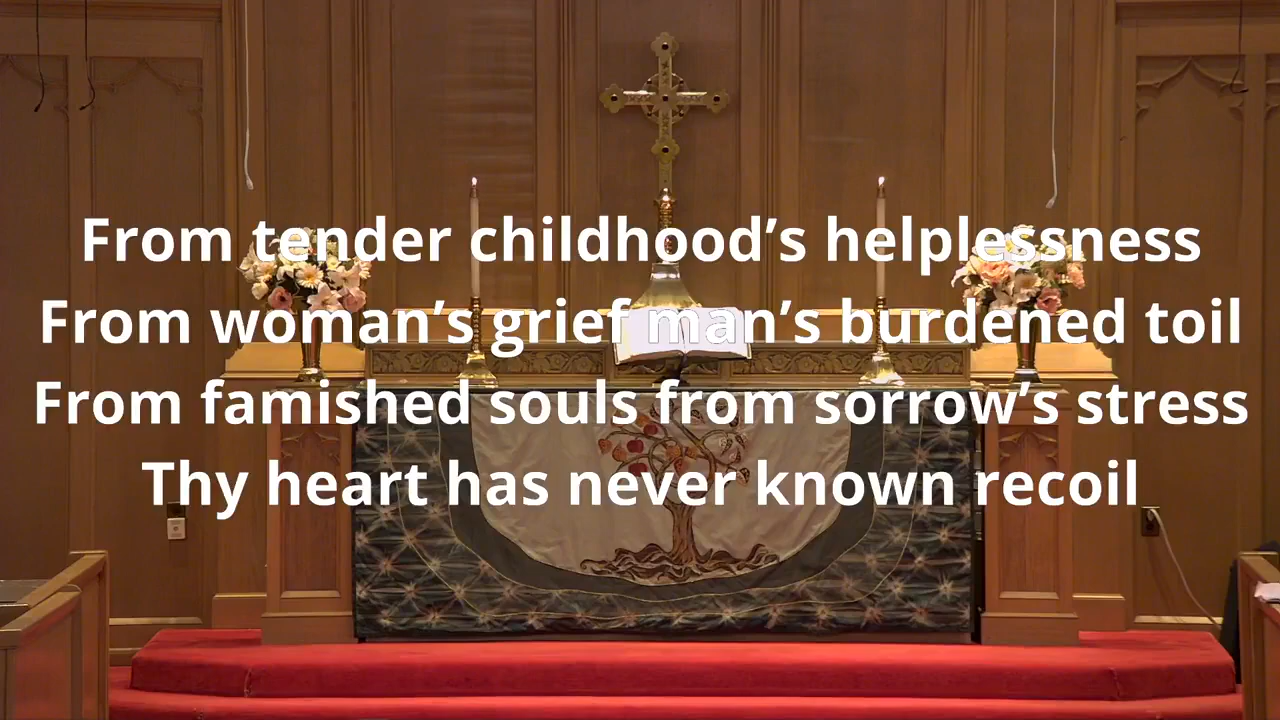 From tender childhood’s helplessness
From woman’s grief man’s burdened toil
From famished souls from sorrow’s stress
Thy heart has never known recoil